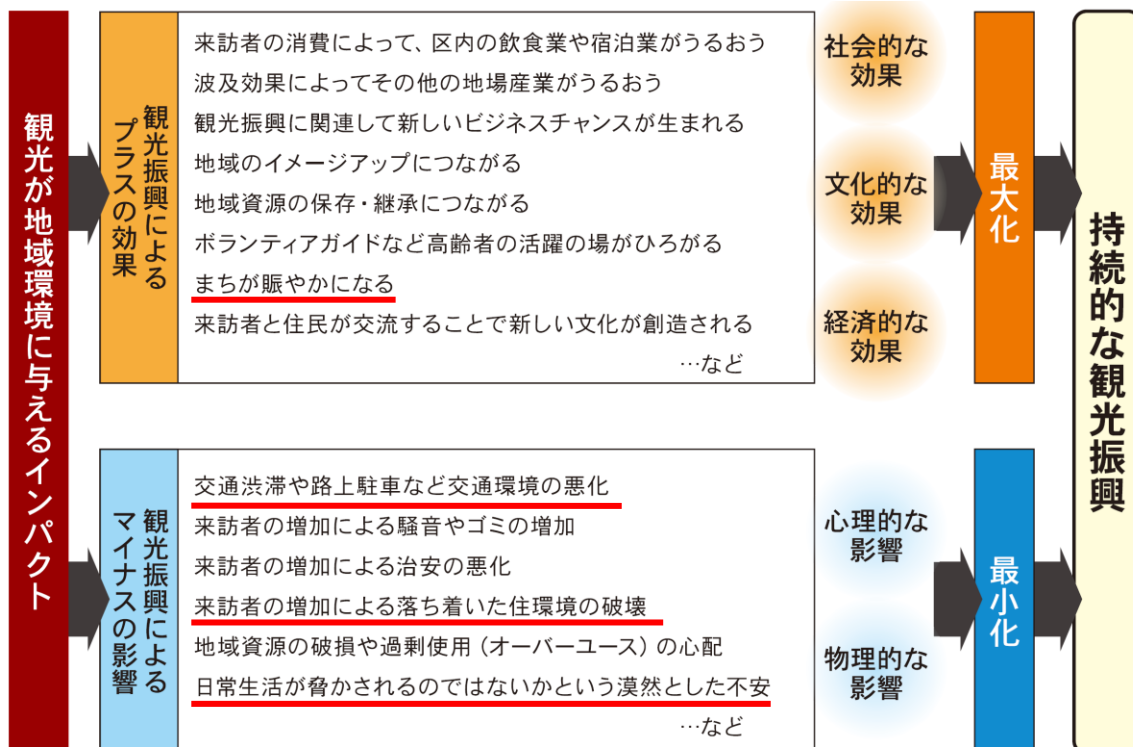 観光が地域環境に与えるインパクト
観光振興による
プラスの効果
来訪者の消費によって、区内の飲食業や宿泊業がうるおう
波及効果によってその他の地場産業がうるおう
観光振興に関連して新しいビジネスチャンスが生まれる
地域のイメージアップにつながる
地域資源の保存・継承につながる
ボランティアガイドなど高齢者の活躍の場がひろがる
まちが賑やかになる
来訪者と住民が交流することで新しい文化が創造される
…など
社会的な
効果
文化的な
効果
経済的な
効果
最大化
観光振興による
マイナスの影響
交通渋滞や路上駐車など交通環境の悪化
来訪者の増加による騒音やゴミの増加
来訪者の増加による治安の悪化
来訪者の増加による落ち着いた住環境の破壊
地域資源の破損や過剰使用（オーバーユース）の心配
日常生活が脅かされるのではないかという漠然とした不安
…など
心理的な
影響
物理的な
影響
最小化
持続的な観光振興